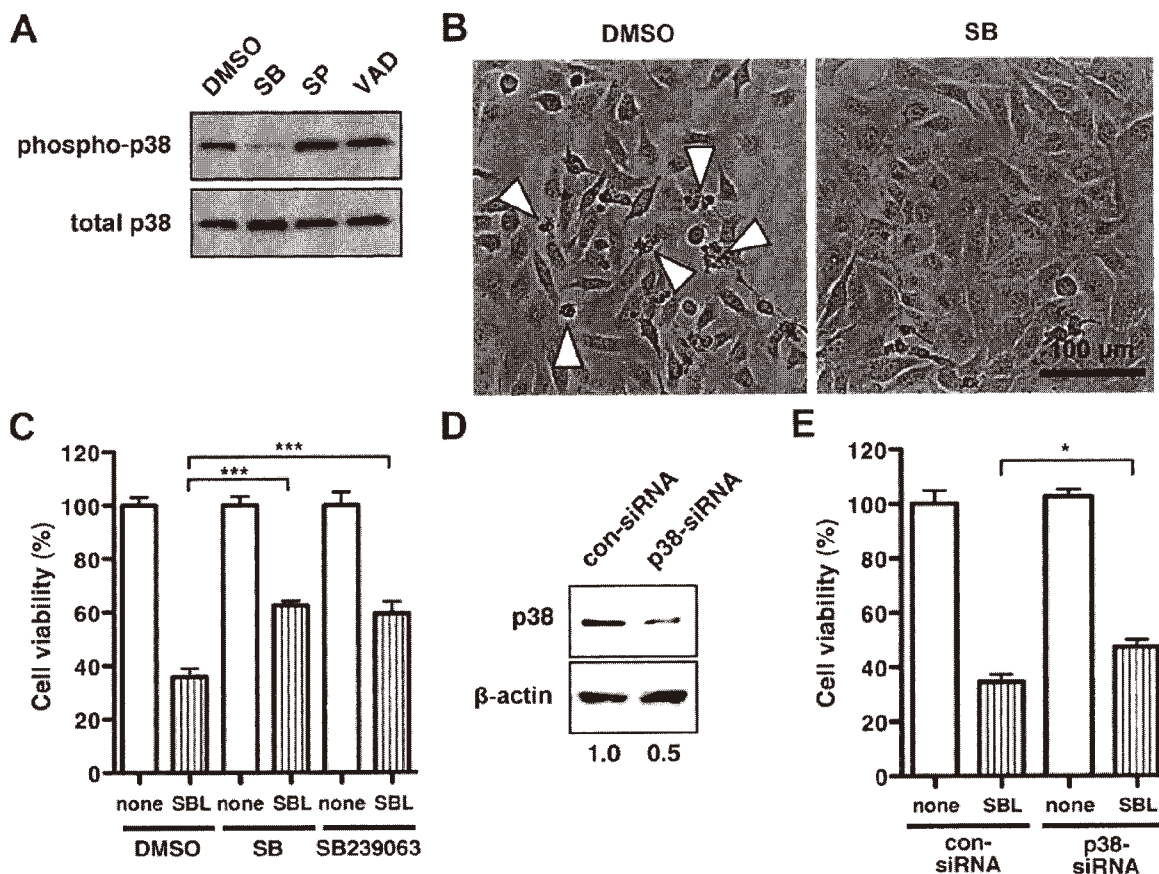 A
DMSO
SB
SP
VAD
phospho-p38
total p38
B
DMSO
SB
100 µm
C
Cell viability (%)
120
100
80
60
40
20
0
***
***
none SBL none SBL none SBL
DMSO SB SB239063
D
con-siRNA
p38-siRNA
p38
β-actin
1.0 0.5
E
Cell viability (%)
120
100
80
60
40
20
0
*
none SBL none SBL
con-
siRNA
p38-
siRNA